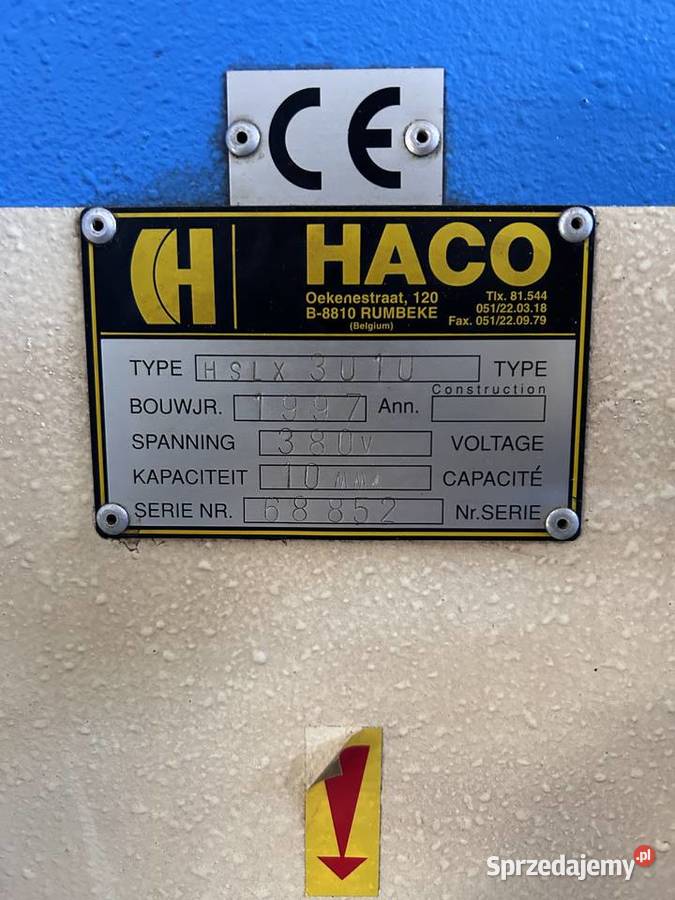 CE
H HACO
Oekenestraat, 120 Tlx. 81.544
B-8810 RUMBEKE 051/22.03.18
(Belgium) Fax. 051/22.09.79
TYPE HSLX 3010 TYPE
BOUWJR. 1997 Ann. Construction
SPANNING 380V VOLTAGE
KAPACITEIT 10 mm CAPACITÉ
SERIE NR. 68852 Nr. SERIE
Sprzedajemy.pl